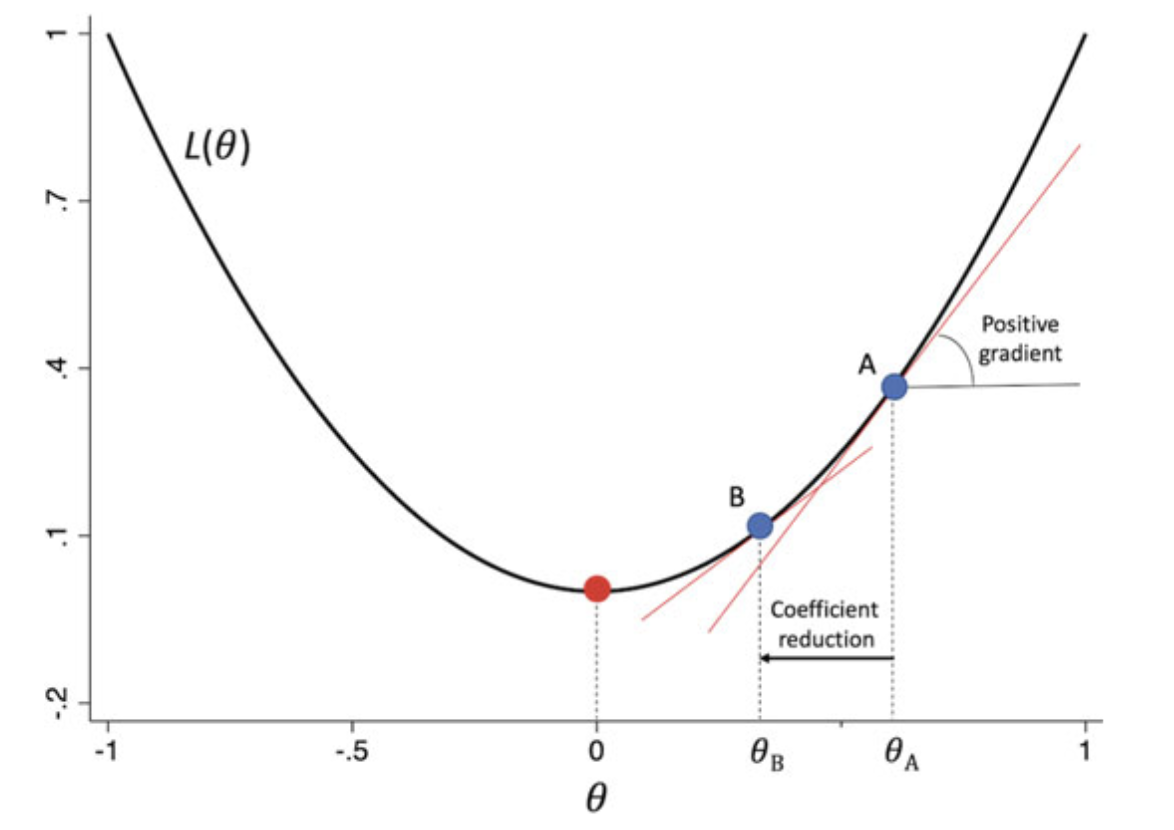 1
L(θ)
.7
Positive
gradient
.4
A
B
.1
Coefficient
reduction
-.2
-1
-.5
0
θB
θA
1
θ